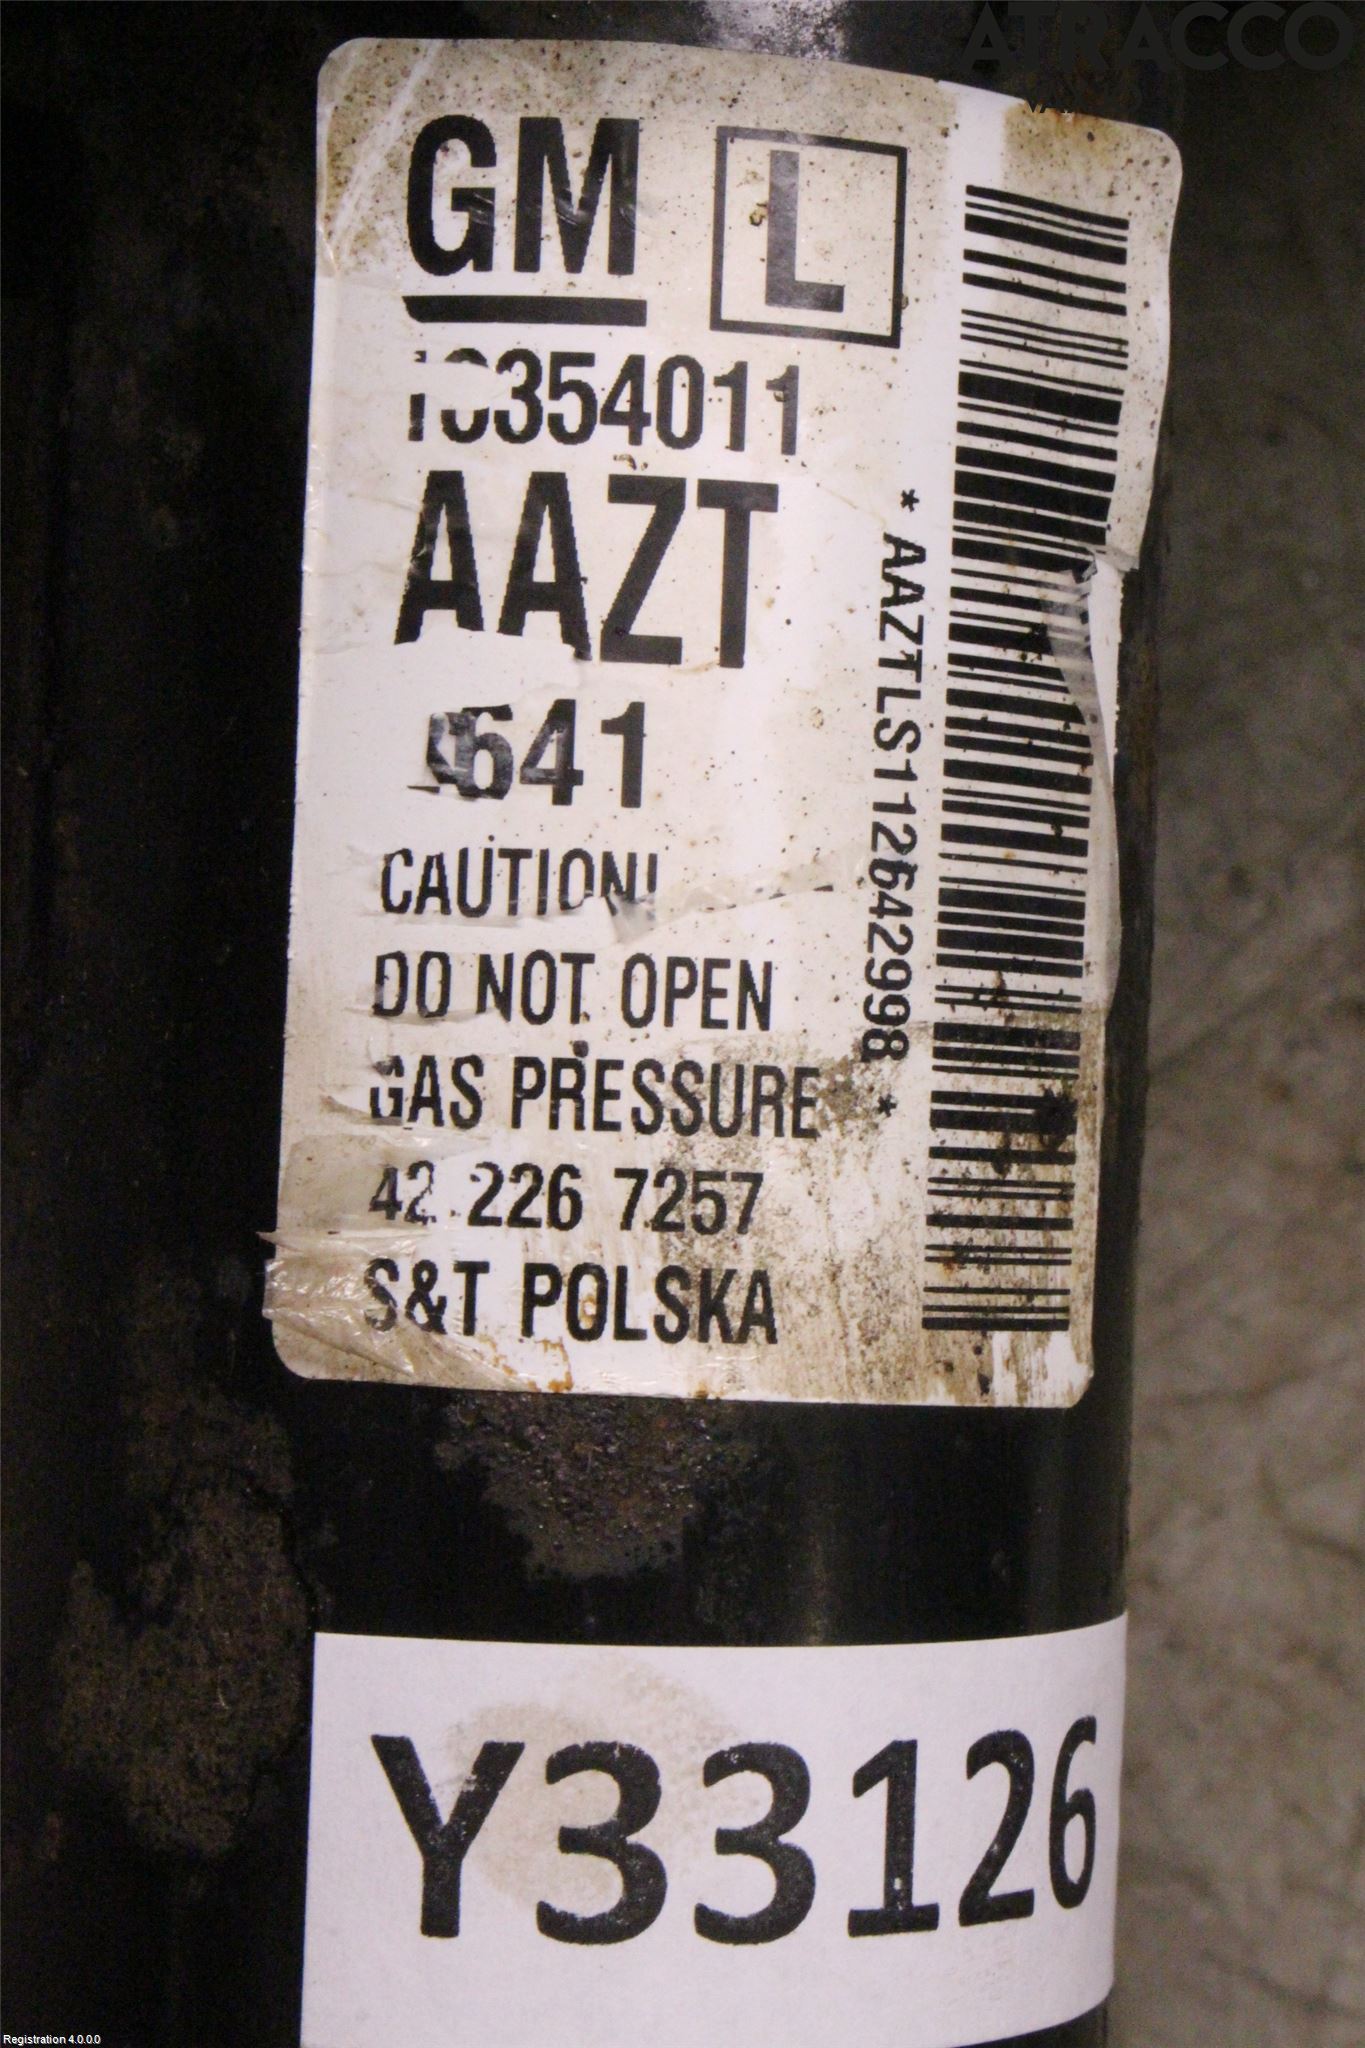 ATRACCO
GM L
13354011
AAZT
641
CAUTION!
DO NOT OPEN
GAS PRESSURE
42 226 7257
S&T POLSKA
* AAZTLS112642998 *
Y33126
Registration 4.0.0.0